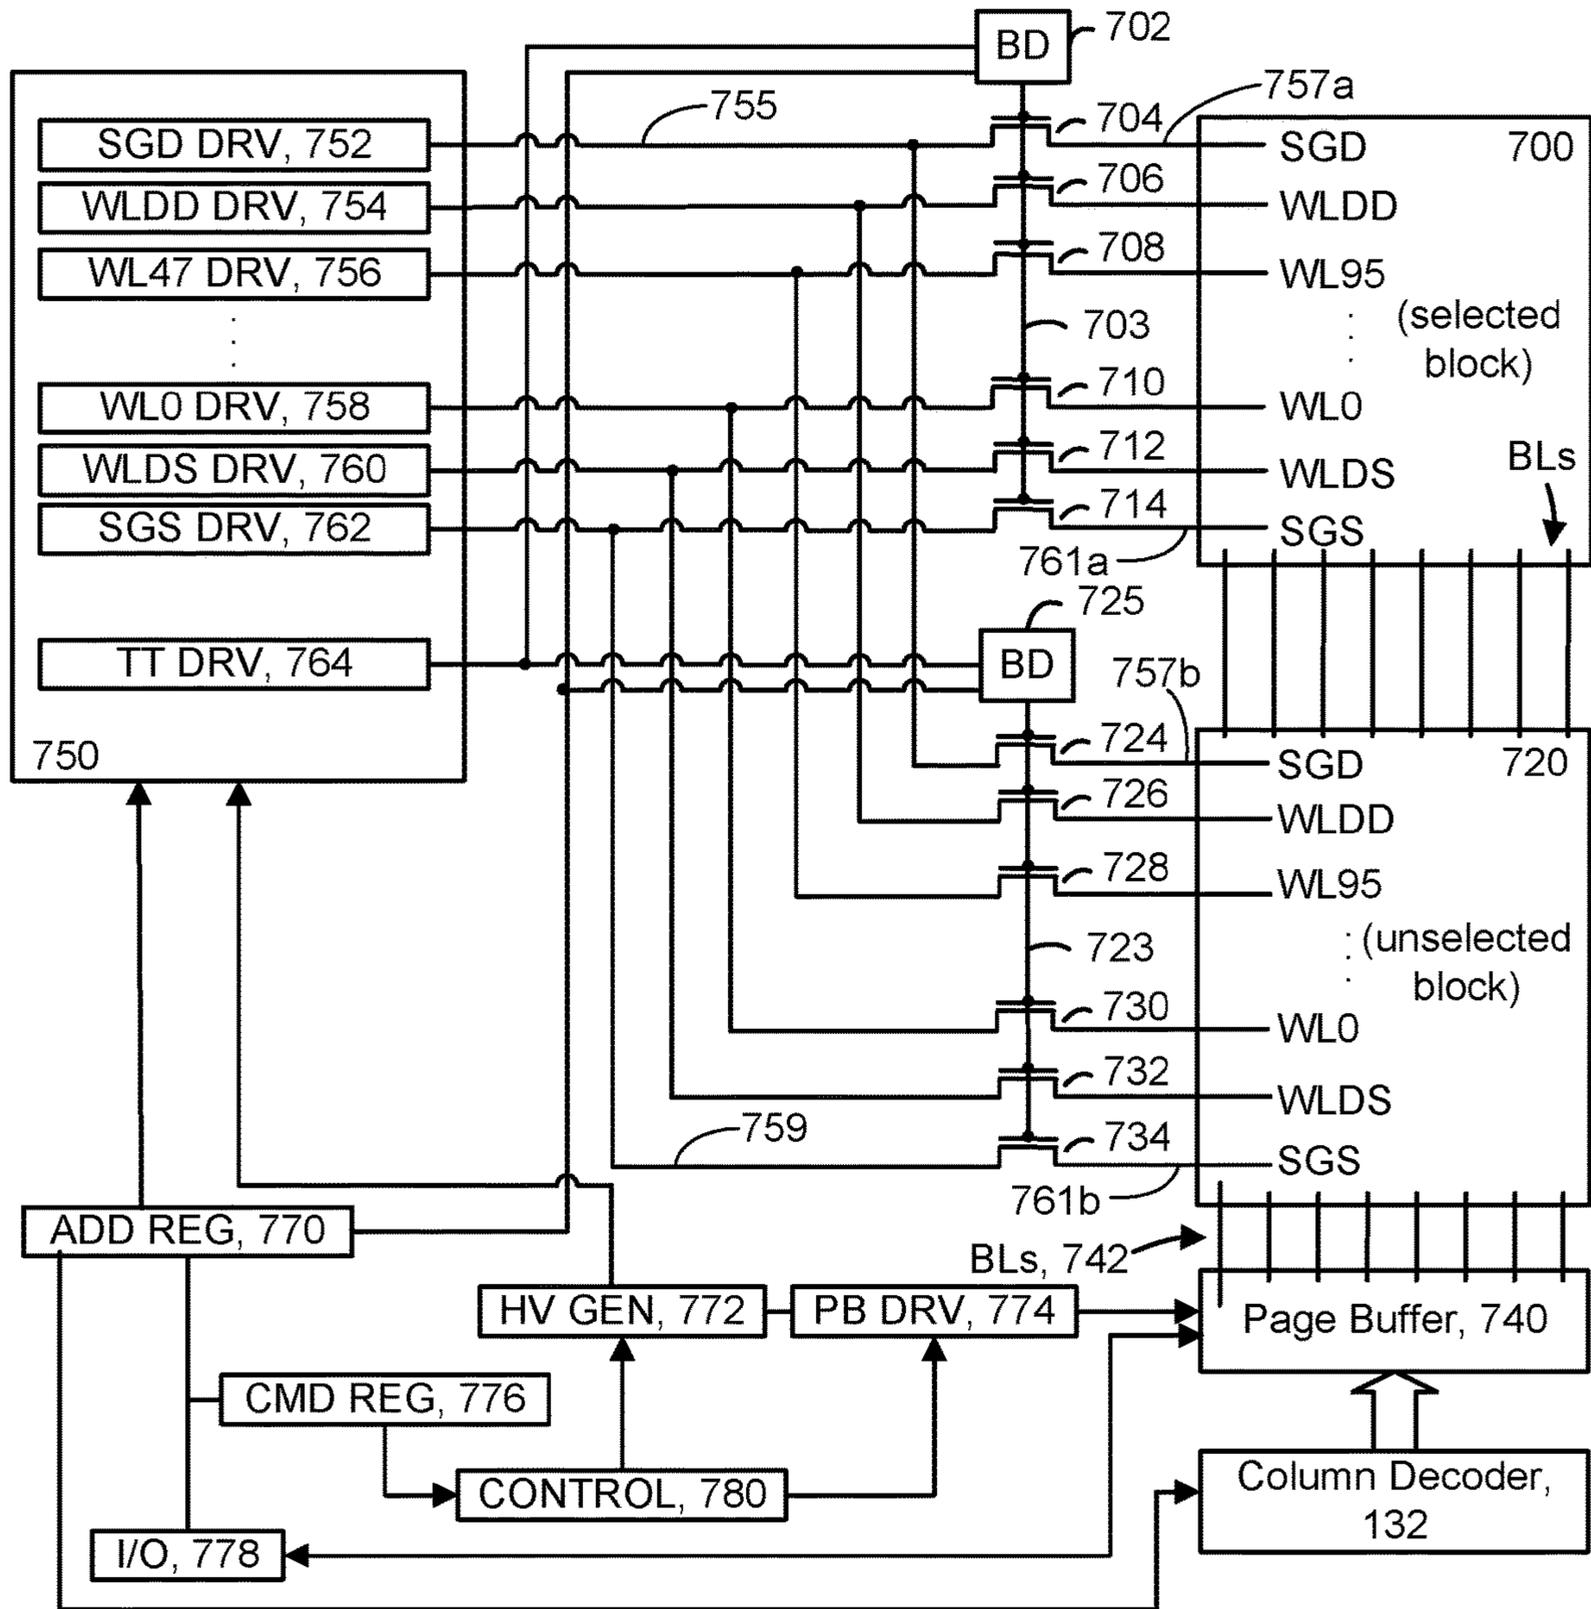 BD
702
755
757a
SGD DRV, 752
704
SGD
700
WLDD DRV, 754
706
WLDD
WL47 DRV, 756
708
WL95
703
(selected
block)
WL0 DRV, 758
710
WL0
WLDS DRV, 760
712
WLDS
BLs
SGS DRV, 762
714
SGS
761a
725
TT DRV, 764
BD
757b
750
724
SGD
720
726
WLDD
728
WL95
723
(unselected
block)
730
WL0
732
WLDS
759
734
SGS
761b
ADD REG, 770
BLs, 742
HV GEN, 772
PB DRV, 774
Page Buffer, 740
CMD REG, 776
CONTROL, 780
Column Decoder,
132
I/O, 778